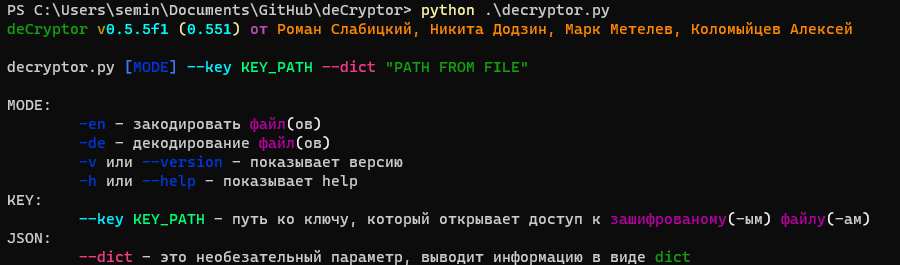 PS C:\Users\semin\Documents\GitHub\deCryptor> python .\decryptor.py
deCryptor v0.5.5f1 (0.551) от Роман Слабицкий, Никита Додзин, Марк Метелев, Коломыйцев Алексей
decryptor.py [MODE] --key KEY_PATH --dict "PATH FROM FILE"
MODE:
-en - закодировать файл(ов)
-de - декодирование файл(ов)
-v или --version - показывает версию
-h или --help - показывает help
KEY:
--key KEY_PATH - путь ко ключу, который открывает доступ к зашифрованому(-ым) файлу(-ам)
JSON:
--dict - это необезательный параметр, выводит информацию в виде dict